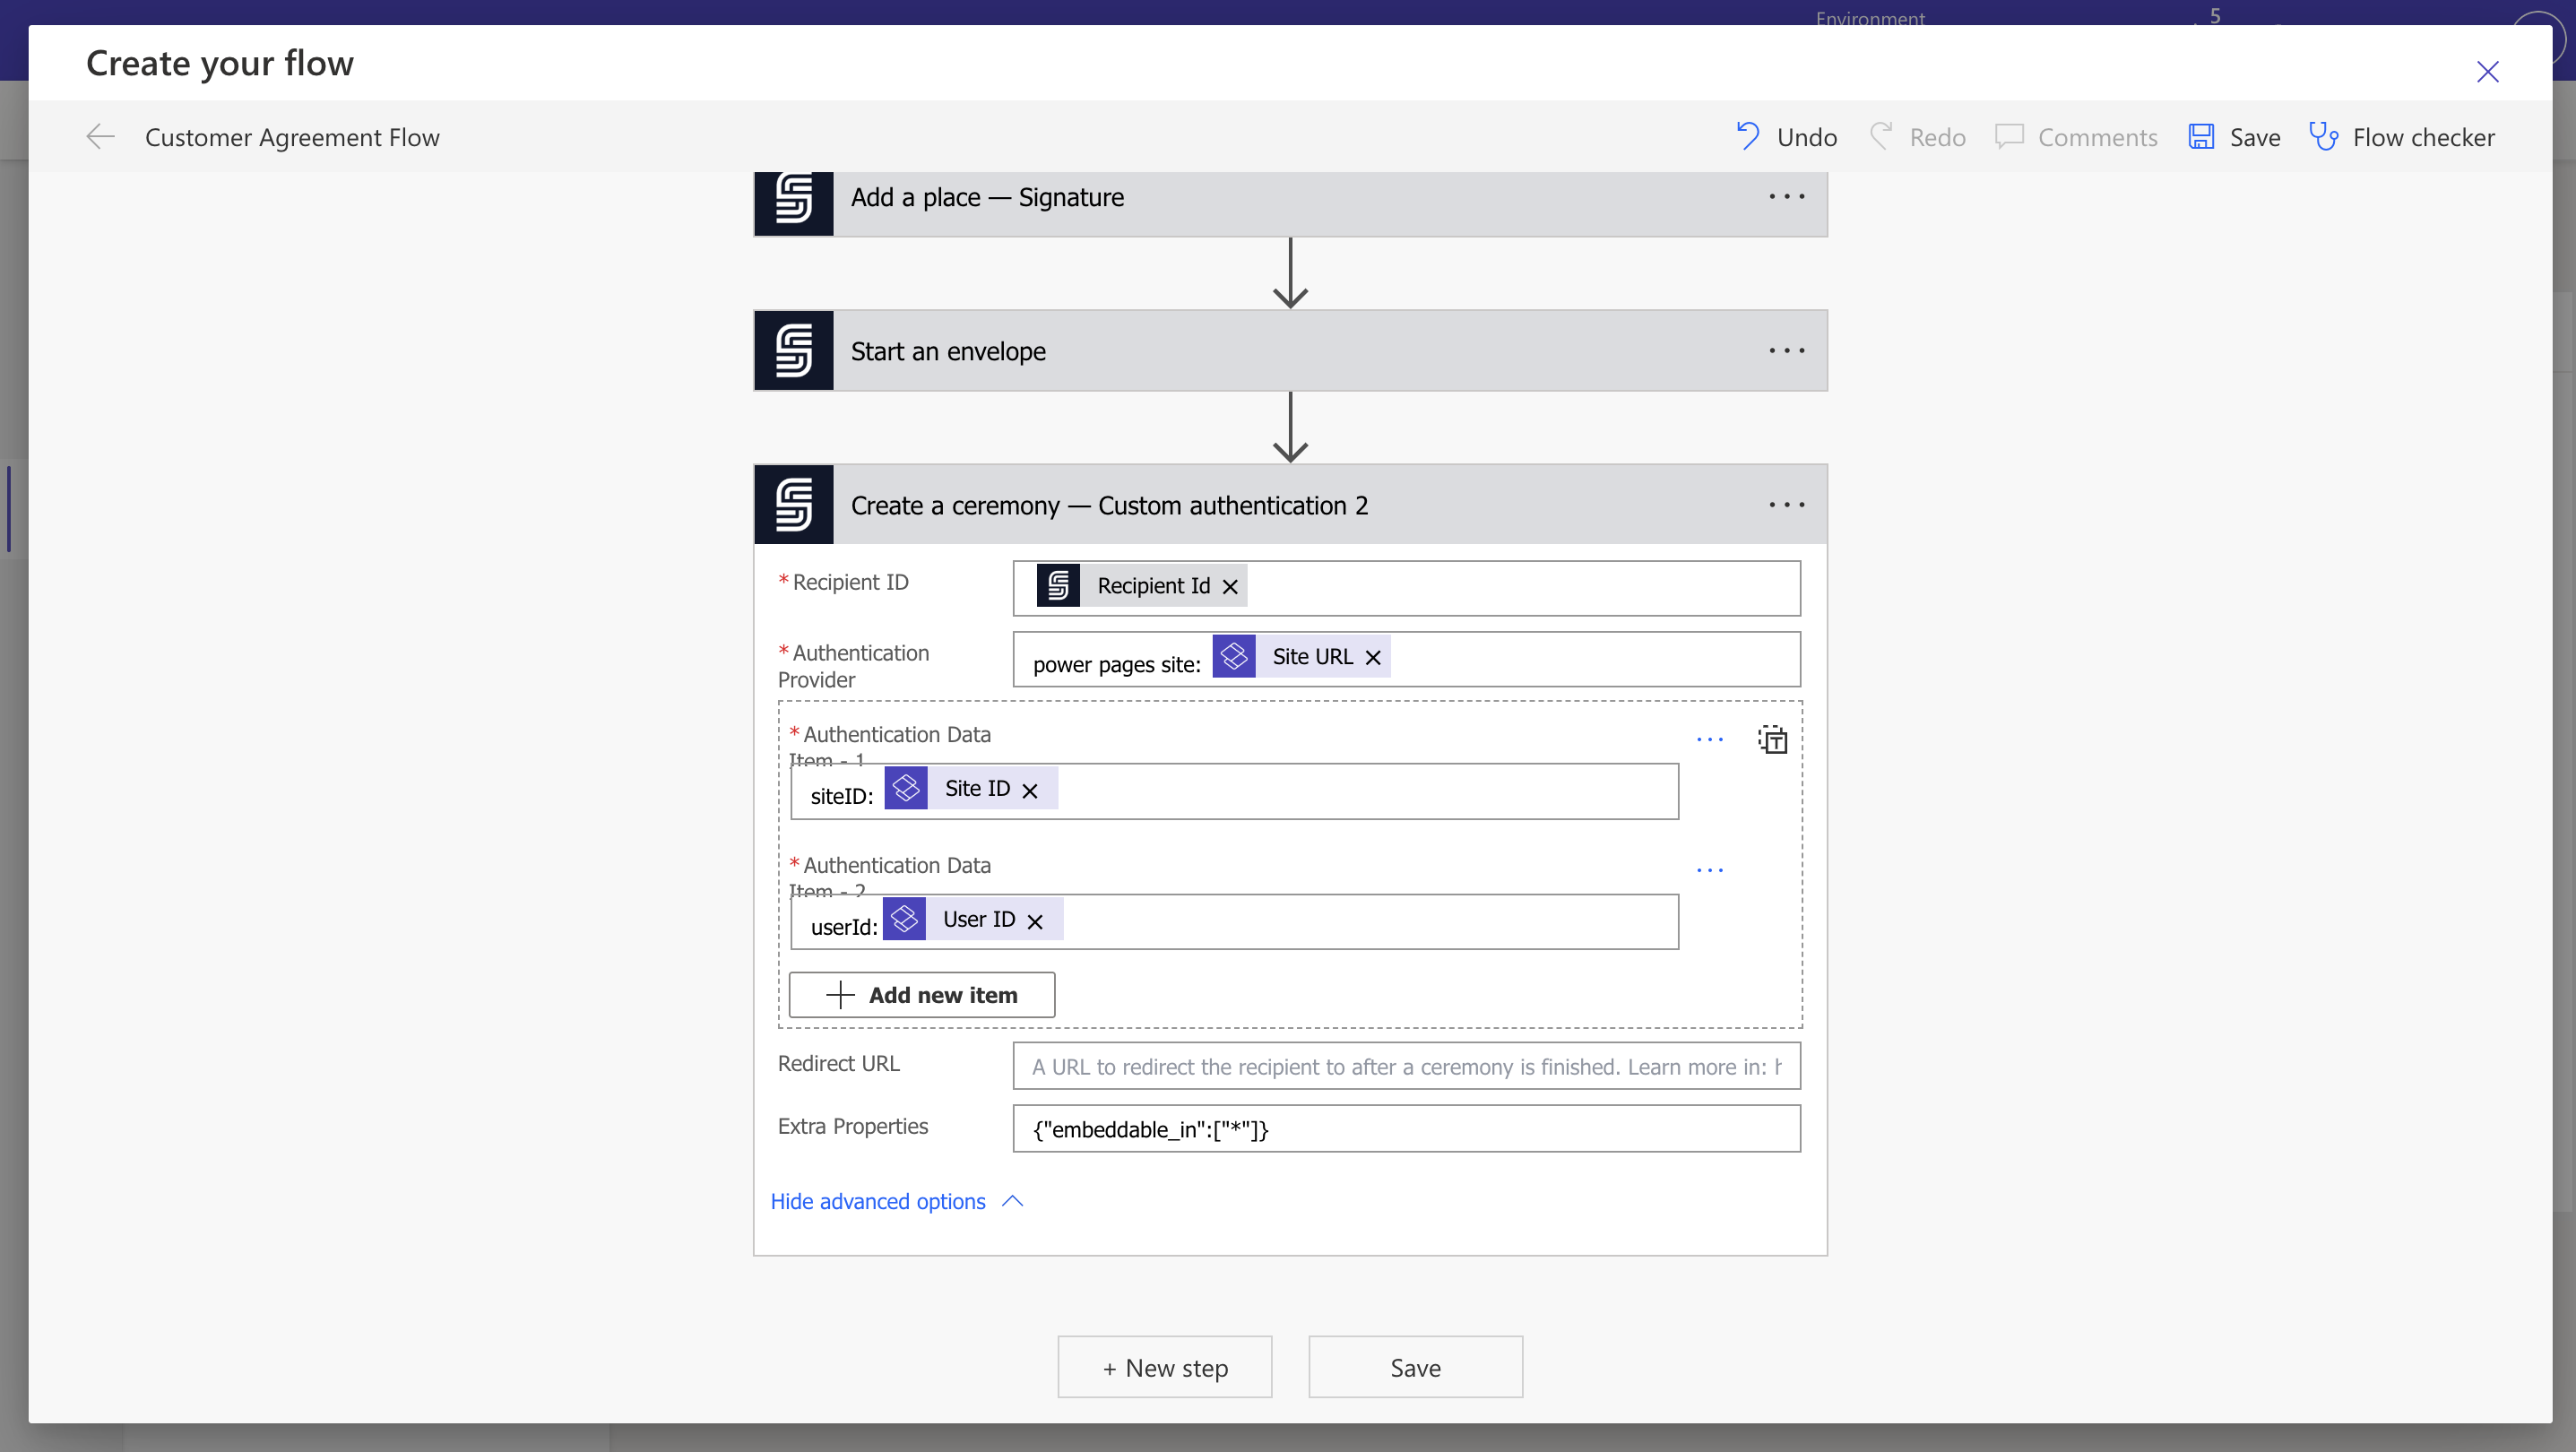 Environment
5
Create your flow
Customer Agreement Flow
Undo
Redo
Comments
Save
Flow checker
Add a place — Signature
Start an envelope
Create a ceremony — Custom authentication 2
* Recipient ID
Recipient Id
* Authentication
Provider
power pages site: Site URL
* Authentication Data
Item - 1
siteID: Site ID
* Authentication Data
Item - 2
userId: User ID
Add new item
Redirect URL
A URL to redirect the recipient to after a ceremony is finished. Learn more in: h
Extra Properties
{"embeddable_in":["*"]}
Hide advanced options
+ New step
Save